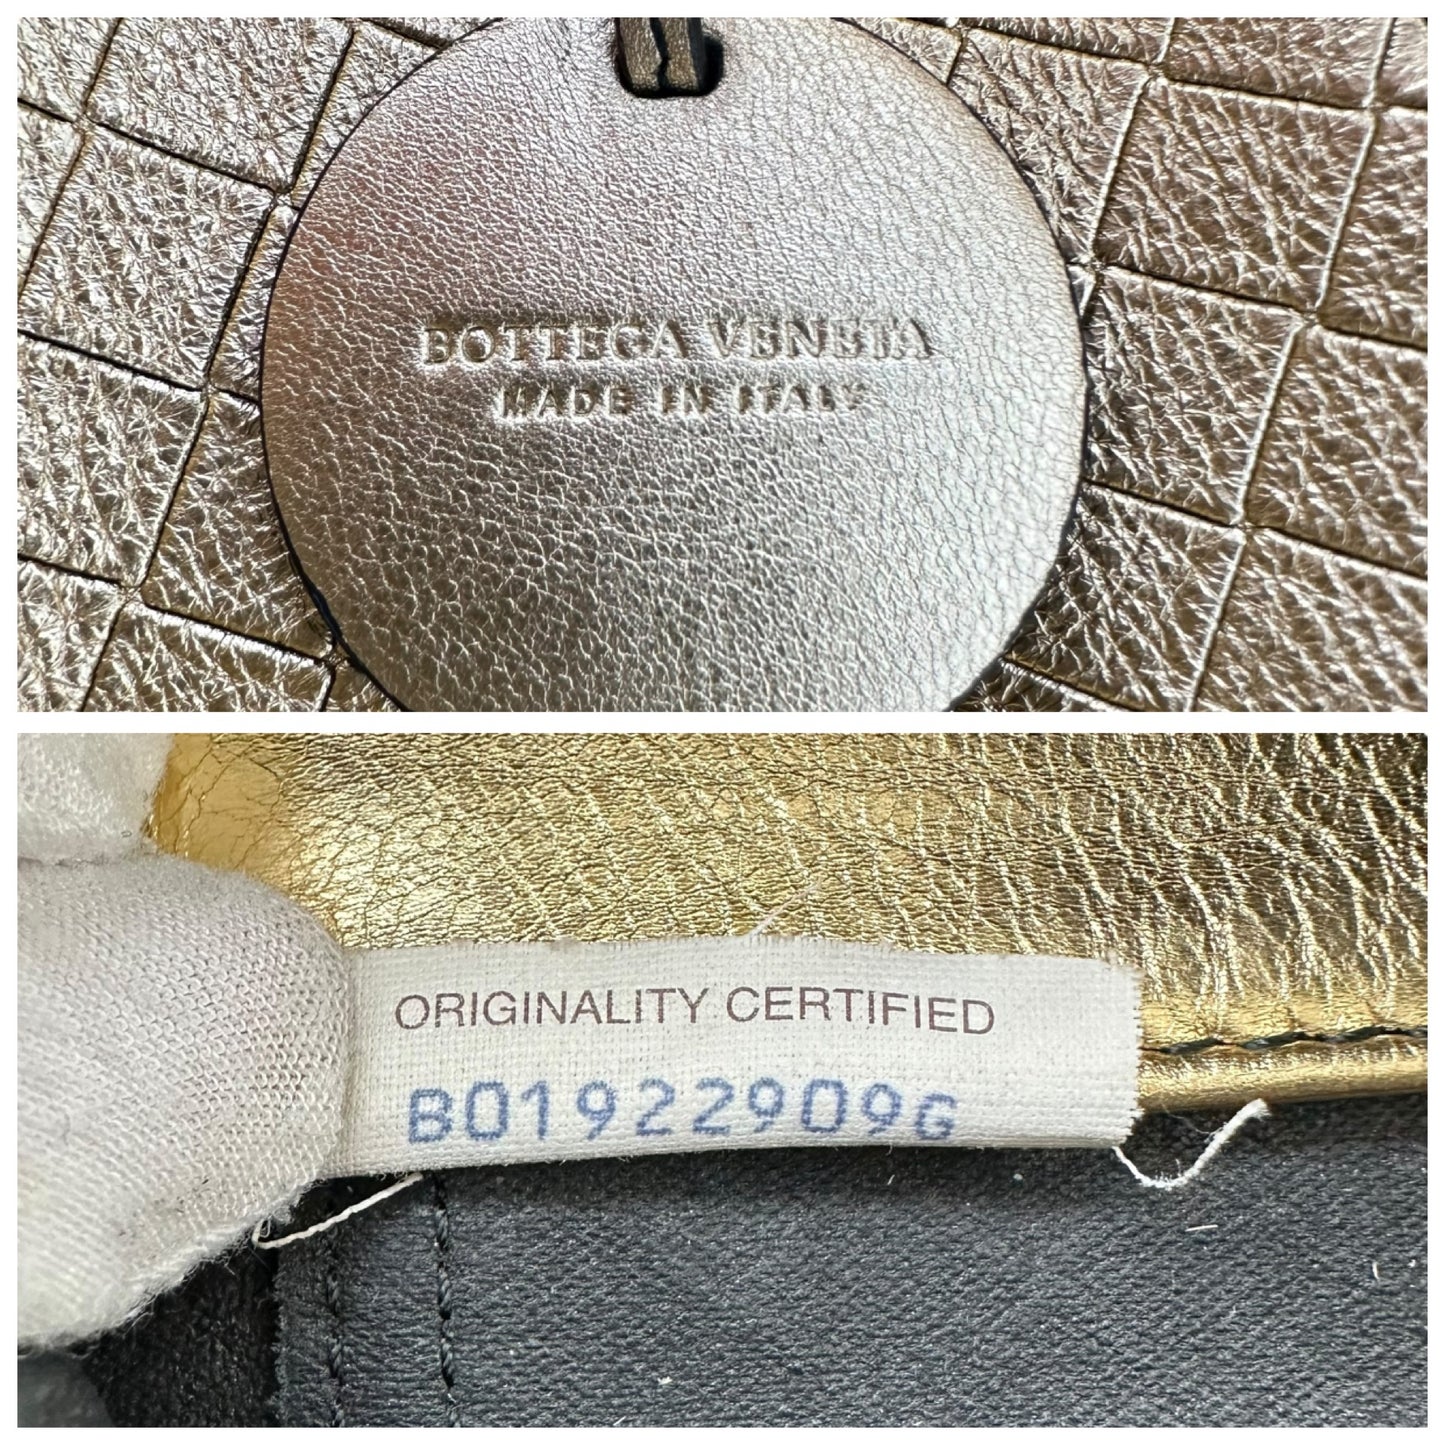 BOTTEGA VENETA
MADE IN ITALY
ORIGINALITY CERTIFIED
B01922909G